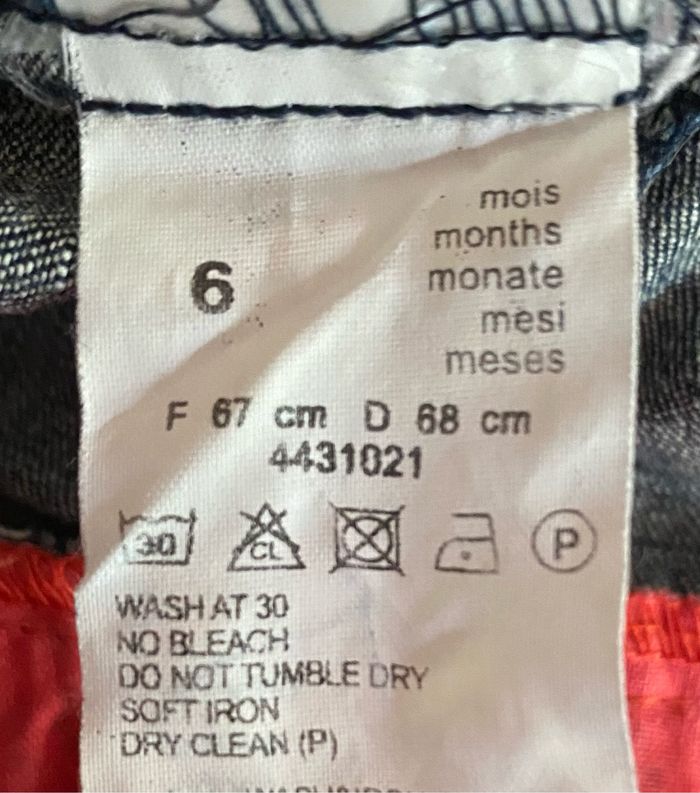 mois
months
6
monate
mesi
meses
F 67 cm D 68 cm
4431021
30 CL P
WASH AT 30
NO BLEACH
DO NOT TUMBLE DRY
SOFT IRON
DRY CLEAN (P)